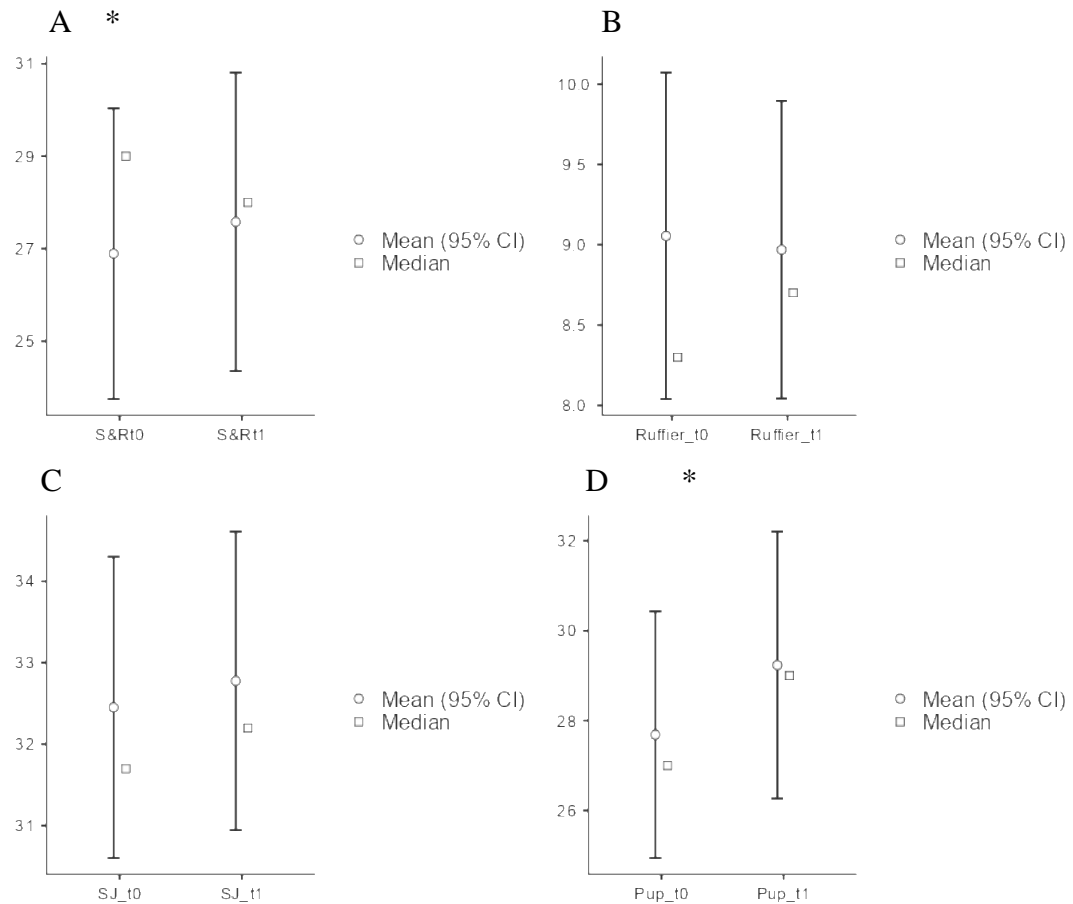 A *
31
29
27
25
S&Rt0 S&Rt1
Mean (95% CI)
Median
B
10.0
9.5
9.0
8.5
8.0
Ruffier_t0 Ruffier_t1
Mean (95% CI)
Median
C
34
33
32
31
SJ_t0 SJ_t1
Mean (95% CI)
Median
D *
32
30
28
26
Pup_t0 Pup_t1
Mean (95% CI)
Median